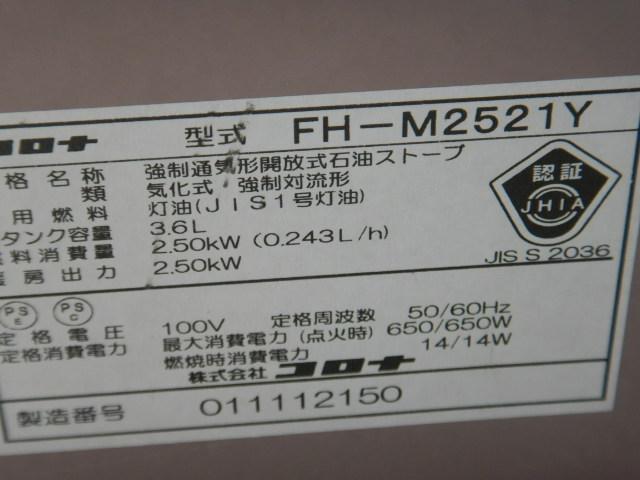 コロナ 型式 FH-M2521Y
格名称 強制通気形開放式石油ストーブ
類 気化式・強制対流形
用燃料 灯油(JIS1号灯油)
タンク容量 3.6L
料消費量 2.50kW (0.243L/h)
暖房出力 2.50kW
認証
JHIA
JIS S 2036
PS E PS C
定格電圧 100V 定格周波数 50/60Hz
定格消費電力 最大消費電力(点火時) 650/650W
燃焼時消費電力 14/14W
株式会社 コロナ
製造番号 011112150